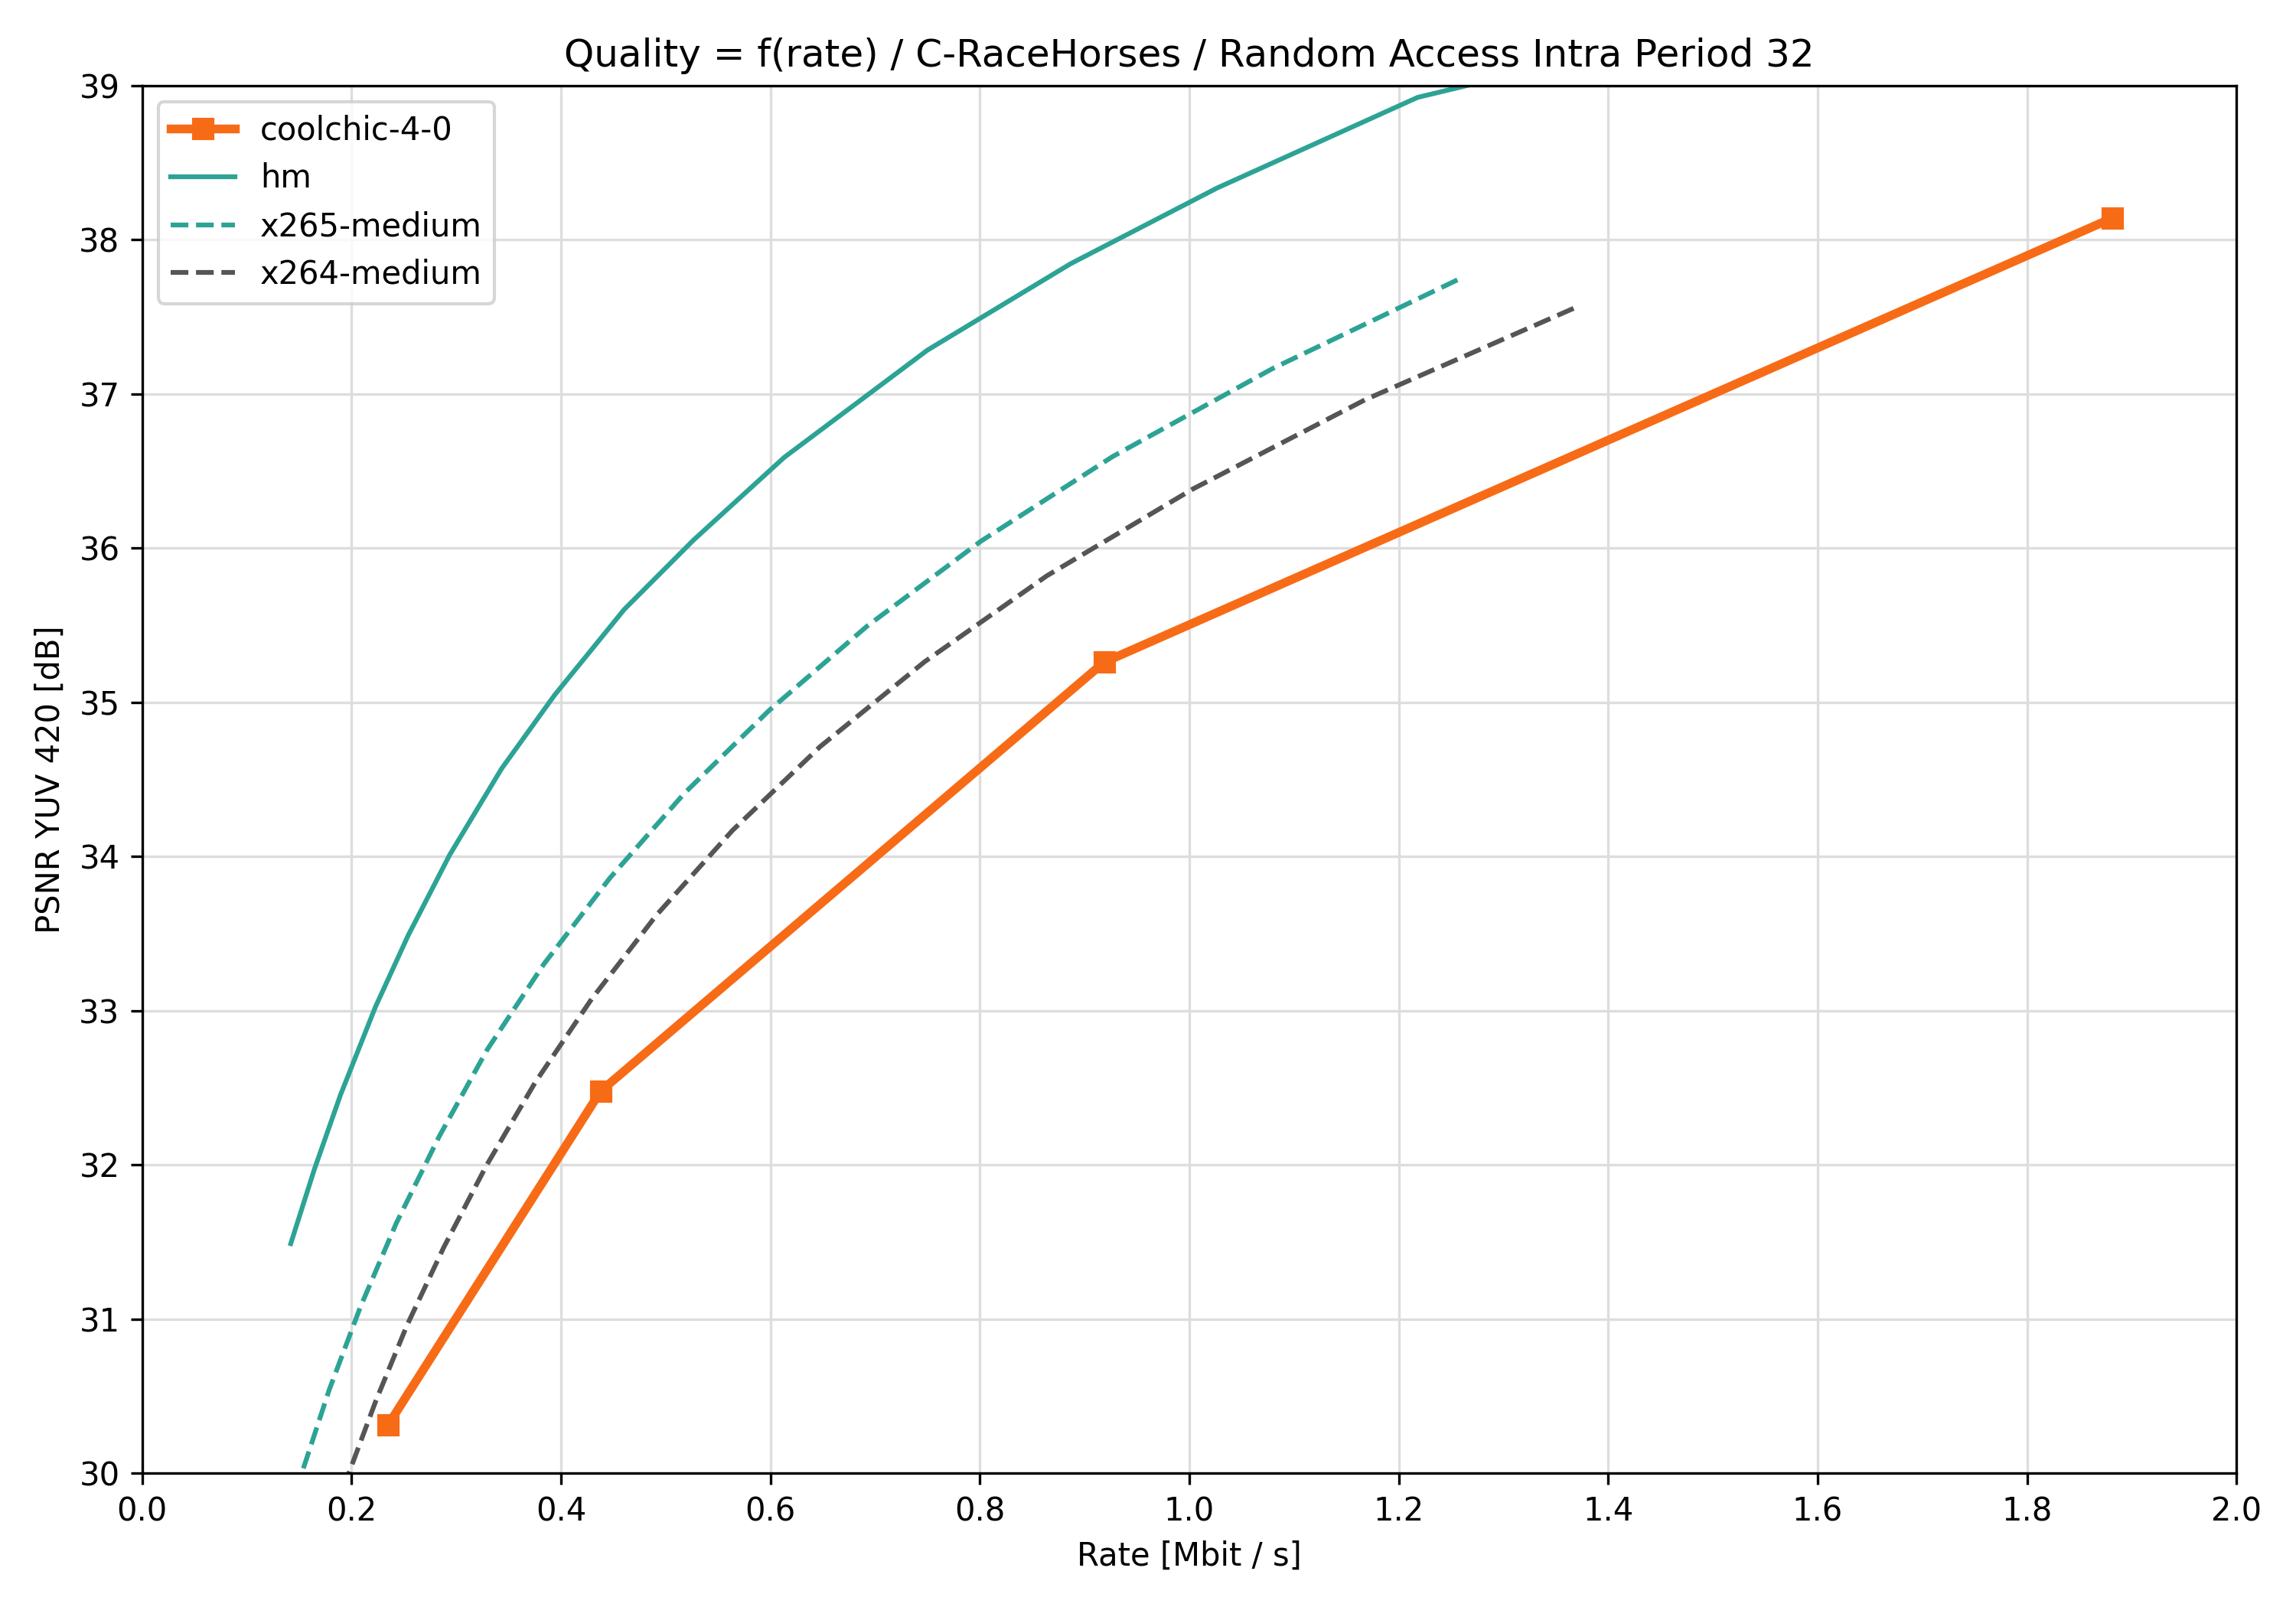 Quality = f(rate) / C-RaceHorses / Random Access Intra Period 32
39
38
37
36
35
34
33
32
31
30
coolchic-4-0
hm
x265-medium
x264-medium
PSNR YUV 420 [dB]
0.0 0.2 0.4 0.6 0.8 1.0 1.2 1.4 1.6 1.8 2.0
Rate [Mbit / s]